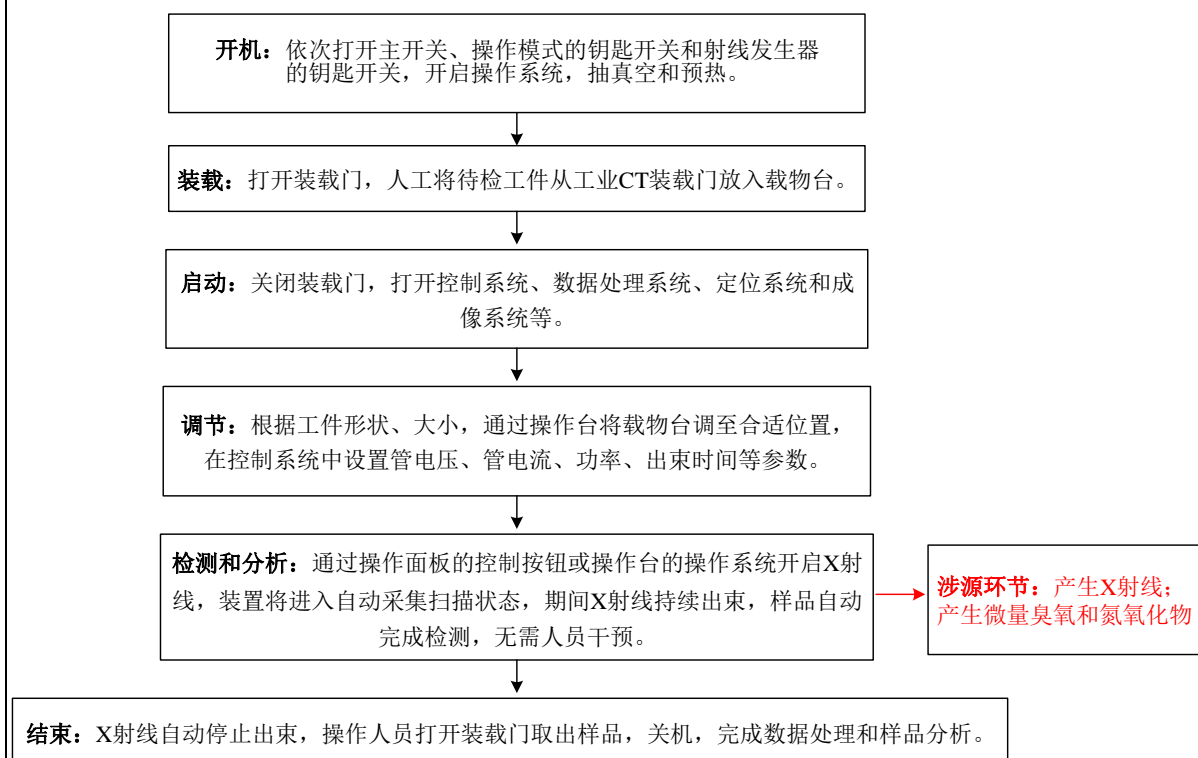 开机：依次打开主开关、操作模式的钥匙开关和射线发生器
的钥匙开关，开启操作系统，抽真空和预热。
装载：打开装载门，人工将待检工件从工业CT装载门放入载物台。
启动：关闭装载门，打开控制系统、数据处理系统、定位系统和成
像系统等。
调节：根据工件形状、大小，通过操作台将载物台调至合适位置，
在控制系统中设置管电压、管电流、功率、出束时间等参数。
检测和分析：通过操作面板的控制按钮或操作台的操作系统开启X射
线，装置将进入自动采集扫描状态，期间X射线持续出束，样品自动
完成检测，无需人员干预。
涉源环节：产生X射线；
产生微量臭氧和氮氧化物
结束：X射线自动停止出束，操作人员打开装载门取出样品，关机，完成数据处理和样品分析。